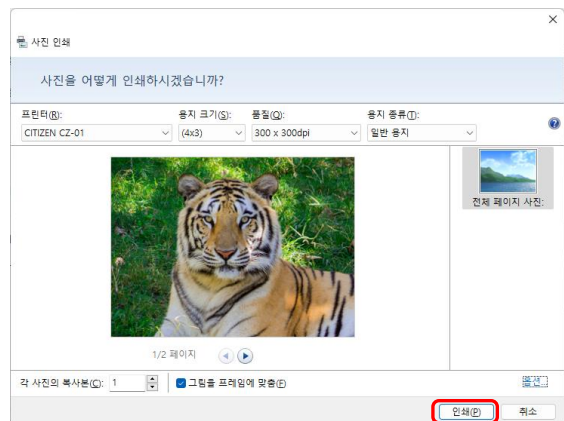 사진 인쇄
사진을 어떻게 인쇄하시겠습니까?
프린터(R): 용지 크기(S): 품질(Q): 용지 종류(T):
CITIZEN CZ-01 (4x3) 300 x 300dpi 일반 용지
전체 페이지 사진:
1/2 페이지
각 사진의 복사본(C): 1 그림을 프레임에 맞춤(F) 옵션...
인쇄(P) 취소